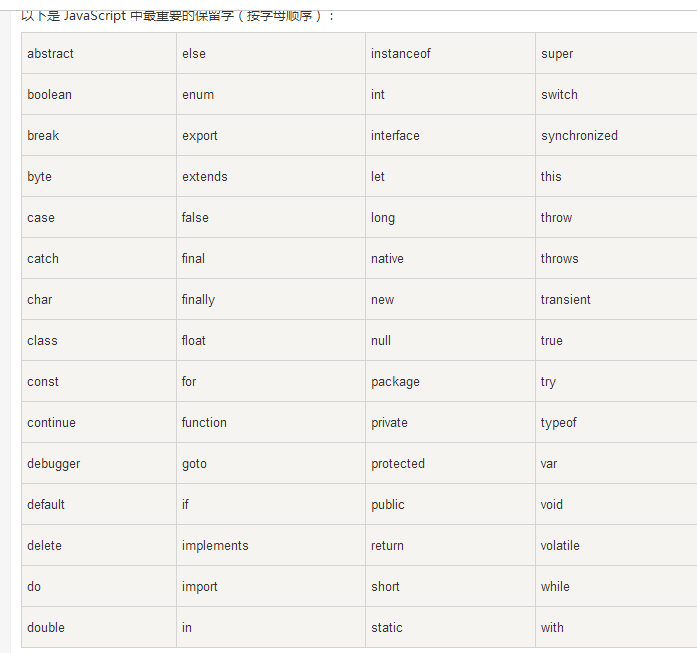 以下是 JavaScript 中最重要的保留字（按字母顺序）：
abstract else instanceof super
boolean enum int switch
break export interface synchronized
byte extends let this
case false long throw
catch final native throws
char finally new transient
class float null true
const for package try
continue function private typeof
debugger goto protected var
default if public void
delete implements return volatile
do import short while
double in static with